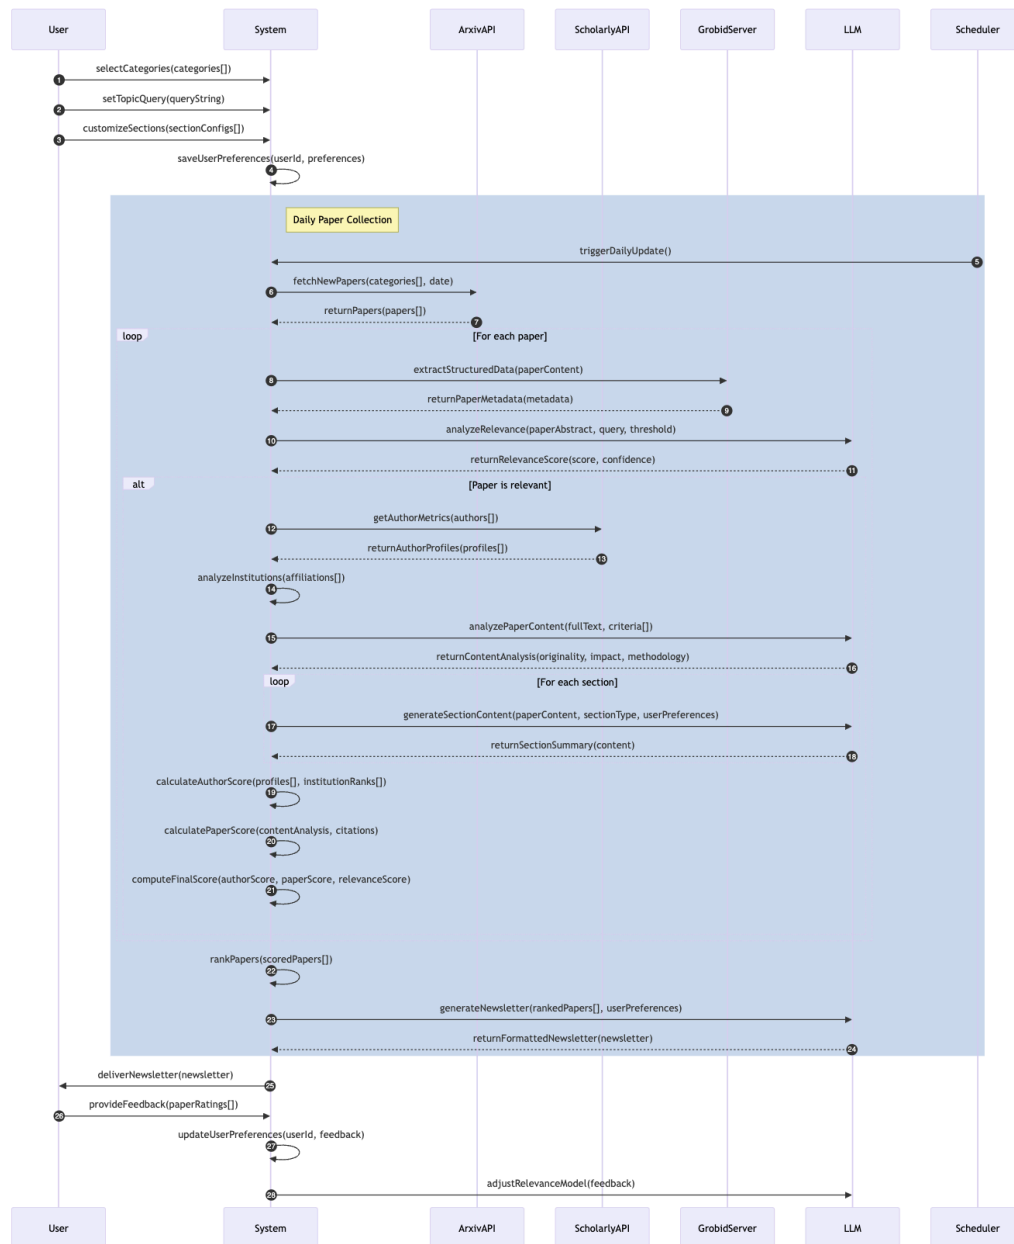 User System ArxivAPI ScholarlyAPI GrobidServer LLM Scheduler
selectCategories(categories[])
1
setTopicQuery(queryString)
2
customizeSections(sectionConfigs[])
3
saveUserPreferences(userId, preferences)
4
Daily Paper Collection
triggerDailyUpdate()
5
fetchNewPapers(categories[], date)
6
returnPapers(papers[])
7
loop [For each paper]
extractStructuredData(paperContent)
8
returnPaperMetadata(metadata)
9
analyzeRelevance(paperAbstract, query, threshold)
10
returnRelevanceScore(score, confidence)
11
alt [Paper is relevant]
getAuthorMetrics(authors[])
12
returnAuthorProfiles(profiles[])
13
analyzeInstitutions(affiliations[])
14
analyzePaperContent(fullText, criteria[])
15
returnContentAnalysis(originality, impact, methodology)
16
loop [For each section]
generateSectionContent(paperContent, sectionType, userPreferences)
17
returnSectionSummary(content)
18
calculateAuthorScore(profiles[], institutionRanks[])
19
calculatePaperScore(contentAnalysis, citations)
20
computeFinalScore(authorScore, paperScore, relevanceScore)
21
rankPapers(scoredPapers[])
22
generateNewsletter(rankedPapers[], userPreferences)
23
returnFormattedNewsletter(newsletter)
24
deliverNewsletter(newsletter)
25
provideFeedback(paperRatings[])
26
updateUserPreferences(userId, feedback)
27
adjustRelevanceModel(feedback)
28
User System ArxivAPI ScholarlyAPI GrobidServer LLM Scheduler